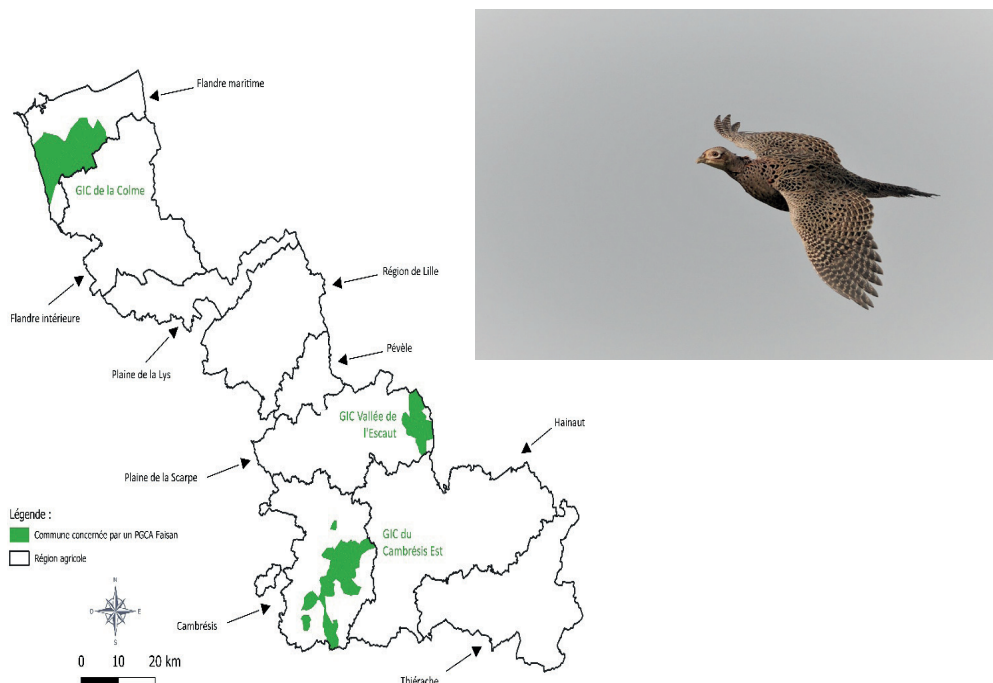 Flandre maritime
GIC de la Colme
Région de Lille
Flandre intérieure
Plaine de la Lys
Pévèle
GIC Vallée de
l'Escaut
Hainaut
Plaine de la Scarpe
Légende :
Commune concernée par un PGCA Faisan
Région agricole
GIC du
Cambrésis Est
N
O
E
S
Cambrésis
0 10 20 km
Thiérache